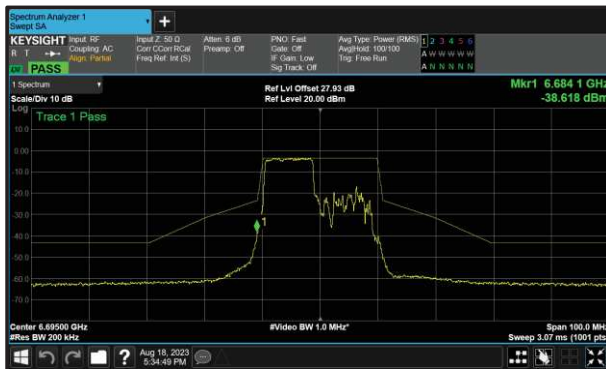 Spectrum Analyzer 1
Swept SA
KEYSIGHT
R T
PASS
Input: RF
Coupling: AC
Align: Partial
Input Z: 50 Ω
Corr CCorr RCal
Freq Ref: Int (S)
Atten: 6 dB
Preamp: Off
PNO: Fast
Gate: Off
IF Gain: Low
Sig Track: Off
Avg Type: Power (RMS)
Avg|Hold: 100/100
Trig: Free Run
1 2 3 4 5 6
A W W W W W
A N N N N N
1 Spectrum
Scale/Div 10 dB
Ref Lvl Offset 27.93 dB
Ref Level 20.00 dBm
Mkr1 6.684 1 GHz
-38.618 dBm
Log
Trace 1 Pass
10.0
0.0
-10.0
-20.0
-30.0
-40.0
-50.0
-60.0
-70.0
1
Center 6.69500 GHz
#Res BW 200 kHz
#Video BW 1.0 MHz*
Span 100.0 MHz
Sweep 3.07 ms (1001 pts)
?
Aug 18, 2023
5:34:49 PM